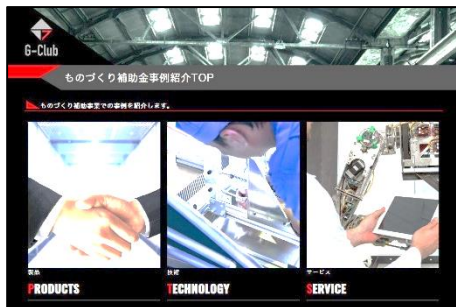 G-Club
ものづくり補助金事例紹介TOP
ものづくり補助事業での事例を紹介します。
製品
PRODUCTS
技術
TECHNOLOGY
サービス
SERVICE